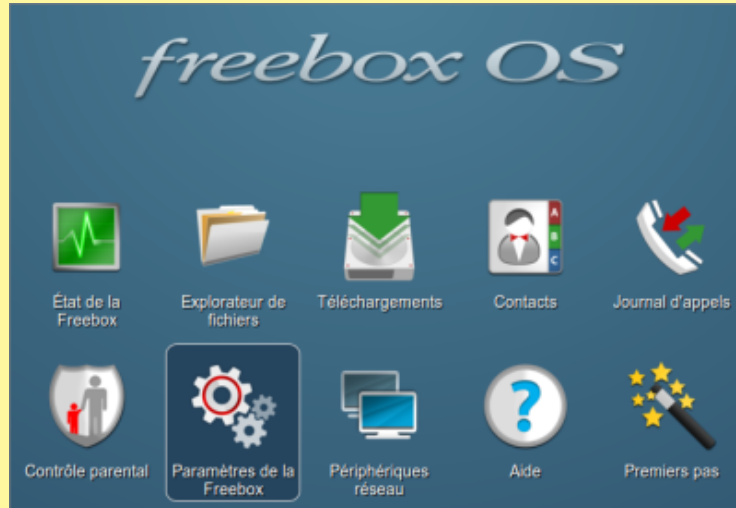 freebox OS
État de la
Freebox
Explorateur de
fichiers
Téléchargements
Contacts
A
B
C
Journal d'appels
Contrôle parental
Paramètres de la
Freebox
Périphériques
réseau
?
Aide
Premiers pas